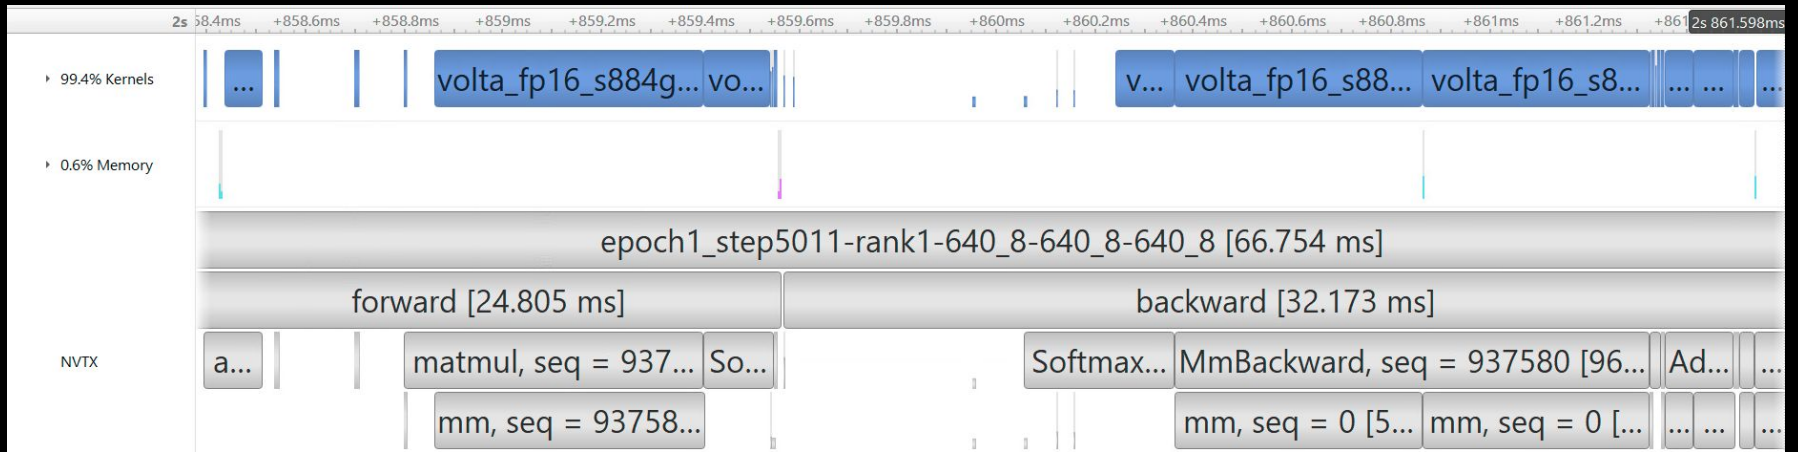 2s 58.4ms +858.6ms +858.8ms +859ms +859.2ms +859.4ms +859.6ms +859.8ms +860ms +860.2ms +860.4ms +860.6ms +860.8ms +861ms +861.2ms +861 2s 861.598ms
99.4% Kernels
... volta_fp16_s884g... vo... v... volta_fp16_s88... volta_fp16_s8... ... ... ...
0.6% Memory
epoch1_step5011-rank1-640_8-640_8-640_8 [66.754 ms]
forward [24.805 ms] backward [32.173 ms]
NVTX
a... matmul, seq = 937... So... Softmax... MmBackward, seq = 937580 [96... Ad... ...
mm, seq = 93758... mm, seq = 0 [5... mm, seq = 0 [... ... ... ...